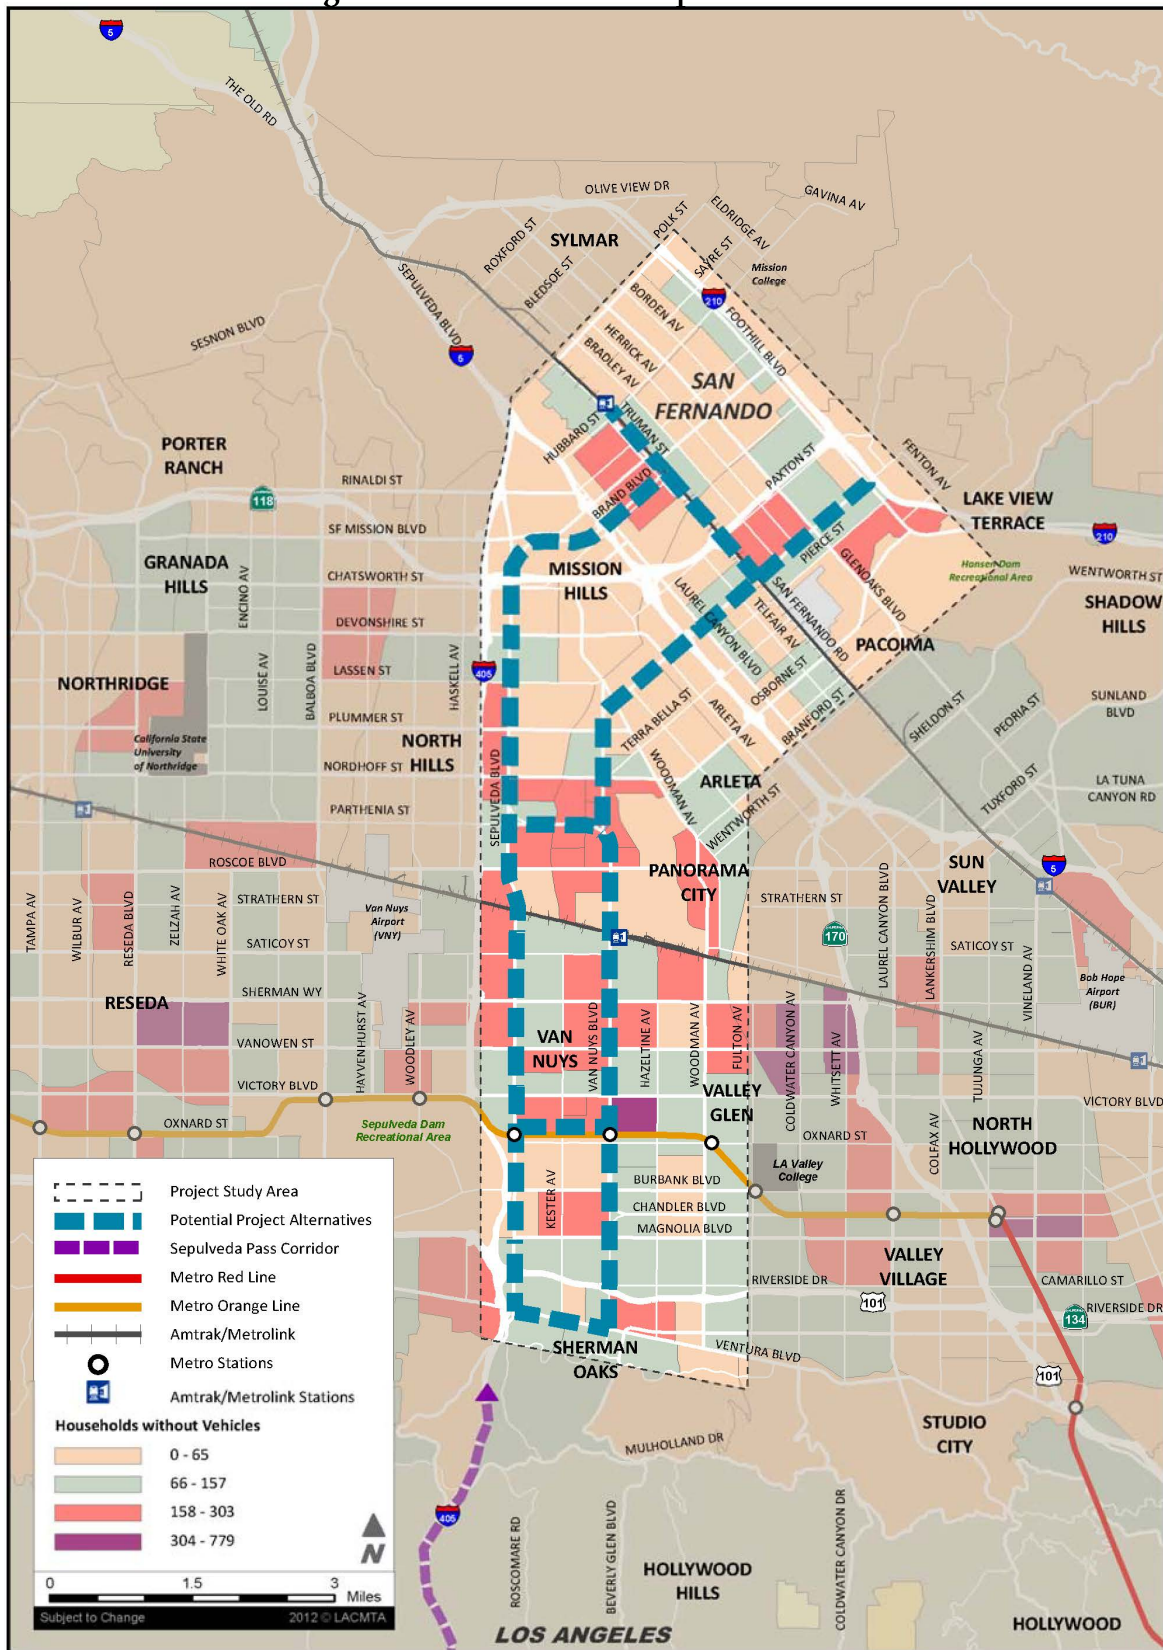 5
THE OLD RD
OLIVE VIEW DR
GAVINA AV
ELDRIDGE AV
POLK ST
SAYRE ST
ROXFORD ST
SYLMAR
BLEDSOE ST
Mission
College
SEPULVEDA BLVD
210
BORDEN AV
FOOTHILL BLVD
SESNON BLVD
5
HERRICK AV
BRADLEY AV
SAN
FERNANDO
TRUMAN ST
HUBBARD ST
PORTER
RANCH
FENTON AV
PAXTON ST
RINALDI ST
BRAND BLVD
118
LAKE VIEW
TERRACE
SF MISSION BLVD
210
PIERCE ST
GRANADA
HILLS
MISSION
HILLS
CHATSWORTH ST
ENCINO AV
GLENOAKS BLVD
Hansen Dam
Recreational Area
WENTWORTH ST
SHADOW
HILLS
DEVONSHIRE ST
LAUREL CANYON BLVD
TELFAIR AV
SAN FERNANDO RD
PACOIMA
LASSEN ST
405
NORTHRIDGE
LOUISE AV
BALBOA BLVD
HASKELL AV
OSBORNE ST
BRANFORD ST
SUNLAND
BLVD
PLUMMER ST
TERRA BELLA ST
ARLETA AV
SHELDON ST
PEORIA ST
California State
University
of Northridge
NORTH
HILLS
NORDHOFF ST
WOODMAN AV
ARLETA
TUXFORD ST
LA TUNA
CANYON RD
PARTHENIA ST
SEPULVEDA BLVD
WENTWORTH ST
ROSCOE BLVD
PANORAMA
CITY
SUN
VALLEY
5
STRATHERN ST
STRATHERN ST
TAMPA AV
WILBUR AV
RESEDA BLVD
ZELZAH AV
WHITE OAK AV
Van Nuys
Airport
(VNY)
170
LAUREL CANYON BLVD
LANKERSHIM BLVD
SATICOY ST
SATICOY ST
VINELAND AV
Bob Hope
Airport
(BUR)
RESEDA
SHERMAN WY
HAYVENHURST AV
WOODLEY AV
VAN
NUYS
VAN NUYS BLVD
HAZELTINE AV
WOODMAN AV
FULTON AV
COLDWATER CANYON AV
WHITSETT AV
TUJUNGA AV
VANOWEN ST
VICTORY BLVD
VALLEY
GLEN
VICTORY BLVD
OXNARD ST
Sepulveda Dam
Recreational Area
OXNARD ST
COLFAX AV
NORTH
HOLLYWOOD
LA Valley
College
KESTER AV
BURBANK BLVD
CHANDLER BLVD
MAGNOLIA BLVD
VALLEY
VILLAGE
RIVERSIDE DR
CAMARILLO ST
101
RIVERSIDE DR
134
SHERMAN
OAKS
VENTURA BLVD
101
STUDIO
CITY
MULHOLLAND DR
405
ROSCOMARE RD
BEVERLY GLEN BLVD
COLDWATER CANYON DR
HOLLYWOOD
HILLS
HOLLYWOOD
LOS ANGELES
Project Study Area
Potential Project Alternatives
Sepulveda Pass Corridor
Metro Red Line
Metro Orange Line
Amtrak/Metrolink
Metro Stations
Amtrak/Metrolink Stations
Households without Vehicles
0 - 65
66 - 157
158 - 303
304 - 779
N
0 1.5 3
Miles
Subject to Change 2012 © LACMTA